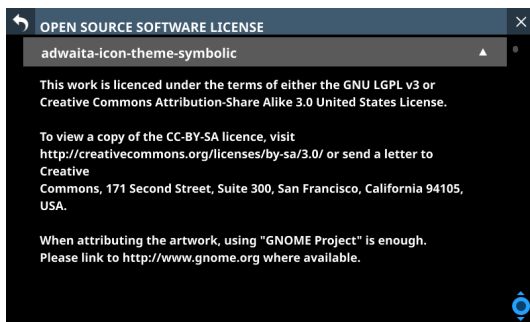 OPEN SOURCE SOFTWARE LICENSE
adwaita-icon-theme-symbolic
This work is licenced under the terms of either the GNU LGPL v3 or
Creative Commons Attribution-Share Alike 3.0 United States License.
To view a copy of the CC-BY-SA licence, visit
http://creativecommons.org/licenses/by-sa/3.0/ or send a letter to
Creative
Commons, 171 Second Street, Suite 300, San Francisco, California 94105,
USA.
When attributing the artwork, using "GNOME Project" is enough.
Please link to http://www.gnome.org where available.